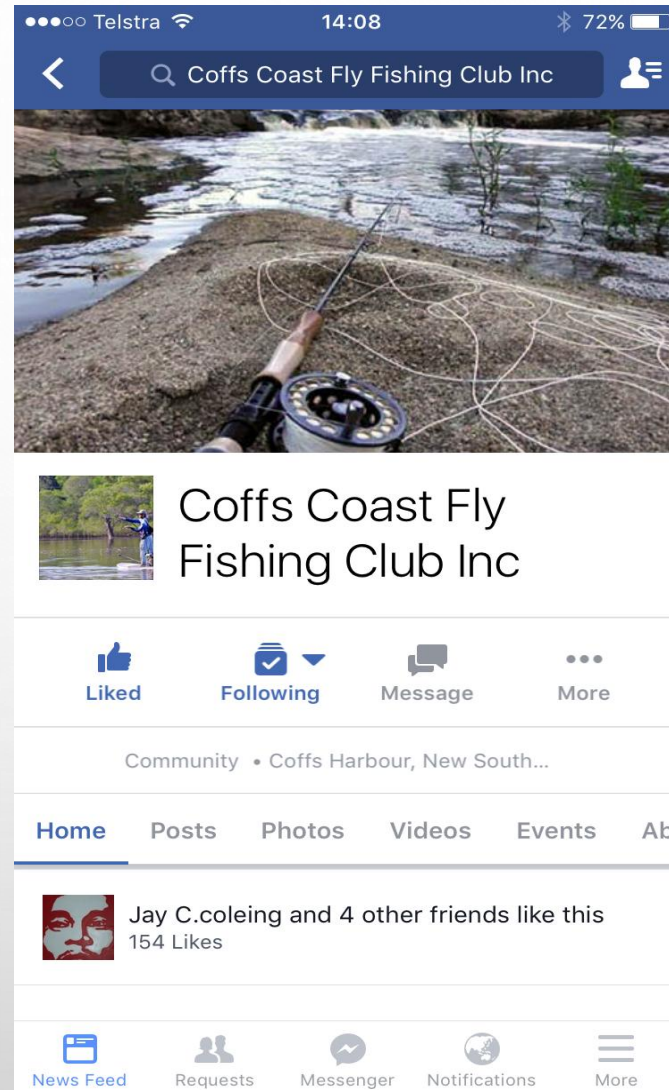 Telstra 14:08 72%
Coffs Coast Fly Fishing Club Inc
Coffs Coast Fly
Fishing Club Inc
Liked Following Message More
Community • Coffs Harbour, New South...
Home Posts Photos Videos Events Ab
Jay C.coleing and 4 other friends like this
154 Likes
News Feed Requests Messenger Notifications More